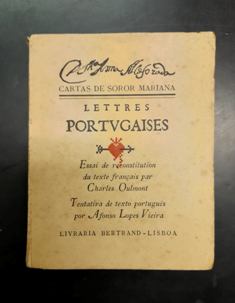 CARTAS DE SOROR MARIANA
LETTRES
PORTVGAISES
Essai de reconstitution
du texte français par
Charles Oulmont
Tentativa de texto português
por Afonso Lopes Vieira
LIVRARIA BERTRAND - LISBOA